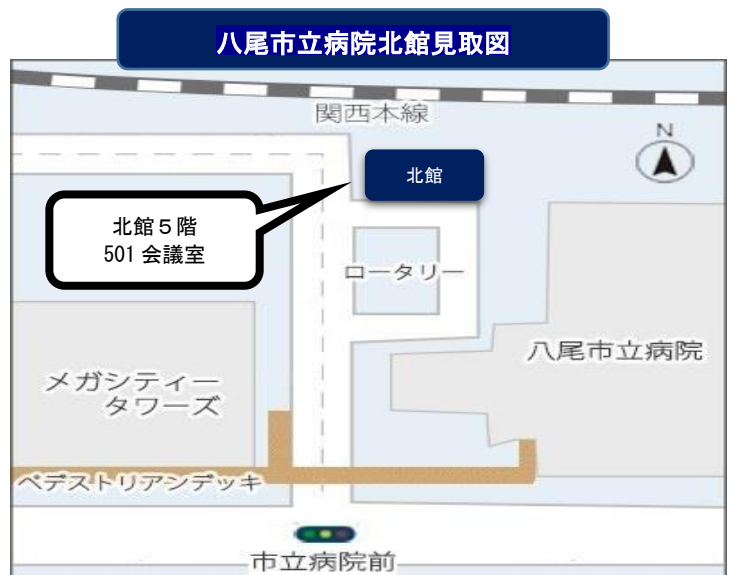 八尾市立病院北館見取図
関西本線
N
北館
北館５階
501 会議室
ロータリー
八尾市立病院
メガシティー
タワーズ
ペデストリアンデッキ
市立病院前